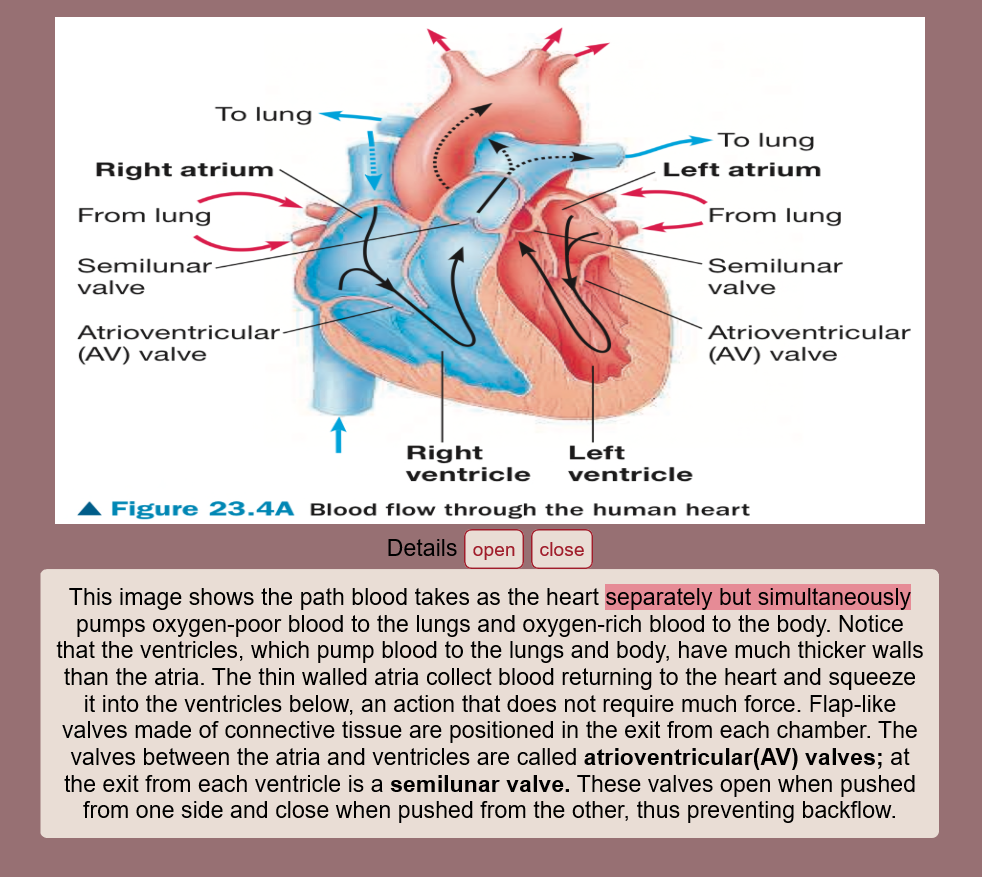 To lung
To lung
Right atrium
Left atrium
From lung
From lung
Semilunar
valve
Semilunar
valve
Atrioventricular
(AV) valve
Atrioventricular
(AV) valve
Right
ventricle
Left
ventricle
Figure 23.4A Blood flow through the human heart
Details open close
This image shows the path blood takes as the heart separately but simultaneously
pumps oxygen-poor blood to the lungs and oxygen-rich blood to the body. Notice
that the ventricles, which pump blood to the lungs and body, have much thicker walls
than the atria. The thin walled atria collect blood returning to the heart and squeeze
it into the ventricles below, an action that does not require much force. Flap-like
valves made of connective tissue are positioned in the exit from each chamber. The
valves between the atria and ventricles are called atrioventricular(AV) valves; at
the exit from each ventricle is a semilunar valve. These valves open when pushed
from one side and close when pushed from the other, thus preventing backflow.